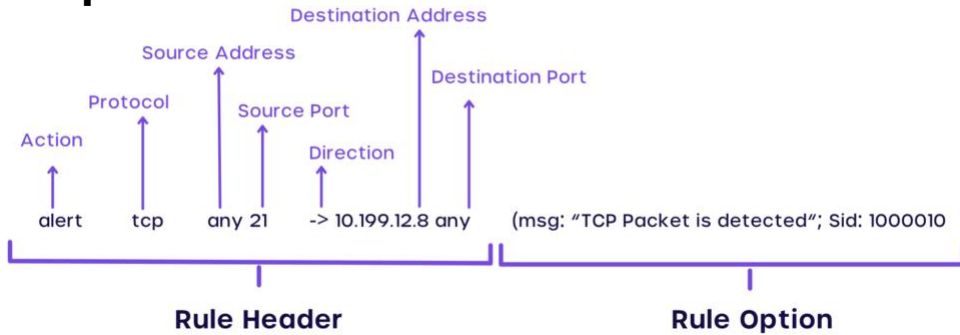 Destination Address
Source Address
Destination Port
Protocol
Source Port
Action
Direction
alert tcp any 21 -> 10.199.12.8 any (msg: “TCP Packet is detected”; Sid: 1000010
Rule Header Rule Option